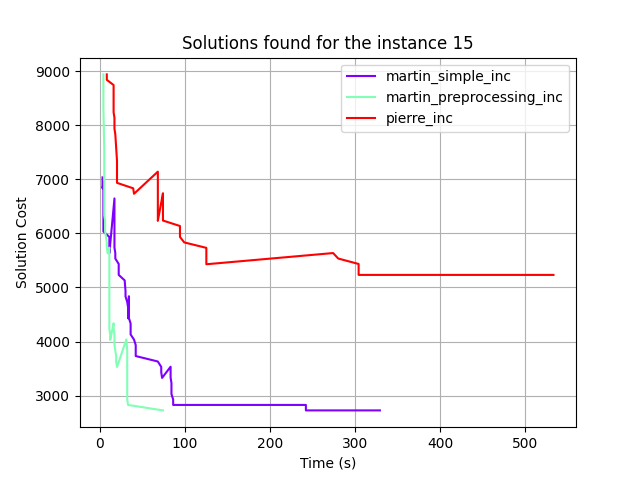 Solutions found for the instance 15
martin_simple_inc
martin_preprocessing_inc
pierre_inc
Solution Cost
9000
8000
7000
6000
5000
4000
3000
0 100 200 300 400 500
Time (s)